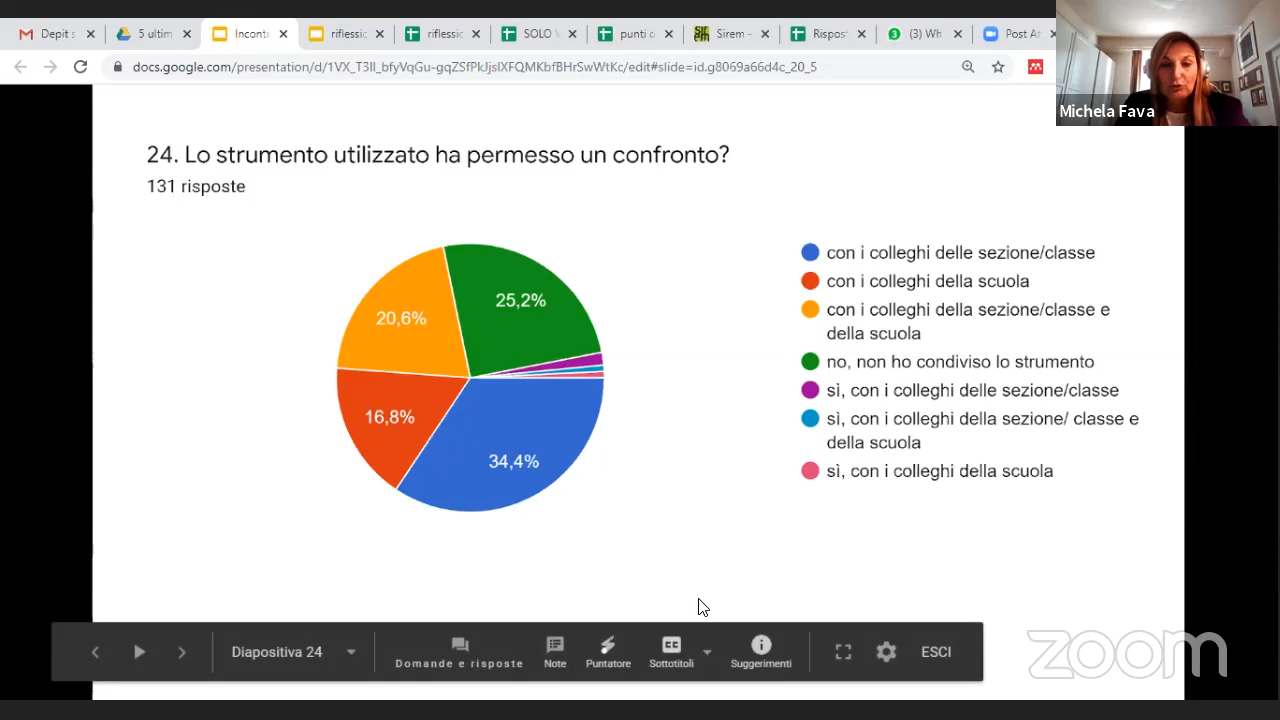 Depit s
5 ultim
Incont
riflessic
riflessic
SOLO
punti o
Sirem -
Rispost
(3) Wh
Post At
docs.google.com/presentation/d/
/edit#slide=id.g8069a66d4c_20_5
Michela Fava
24. Lo strumento utilizzato ha permesso un confronto?
131 risposte
25,2%
20,6%
16,8%
34,4%
con i colleghi delle sezione/classe
con i colleghi della scuola
con i colleghi della sezione/classe e
della scuola
no, non ho condiviso lo strumento
sì, con i colleghi delle sezione/classe
sì, con i colleghi della sezione/ classe e
della scuola
sì, con i colleghi della scuola
Diapositiva 24
Domande e risposte
Note
Puntatore
CC
Sottotitoli
Suggerimenti
ESCI
zoom